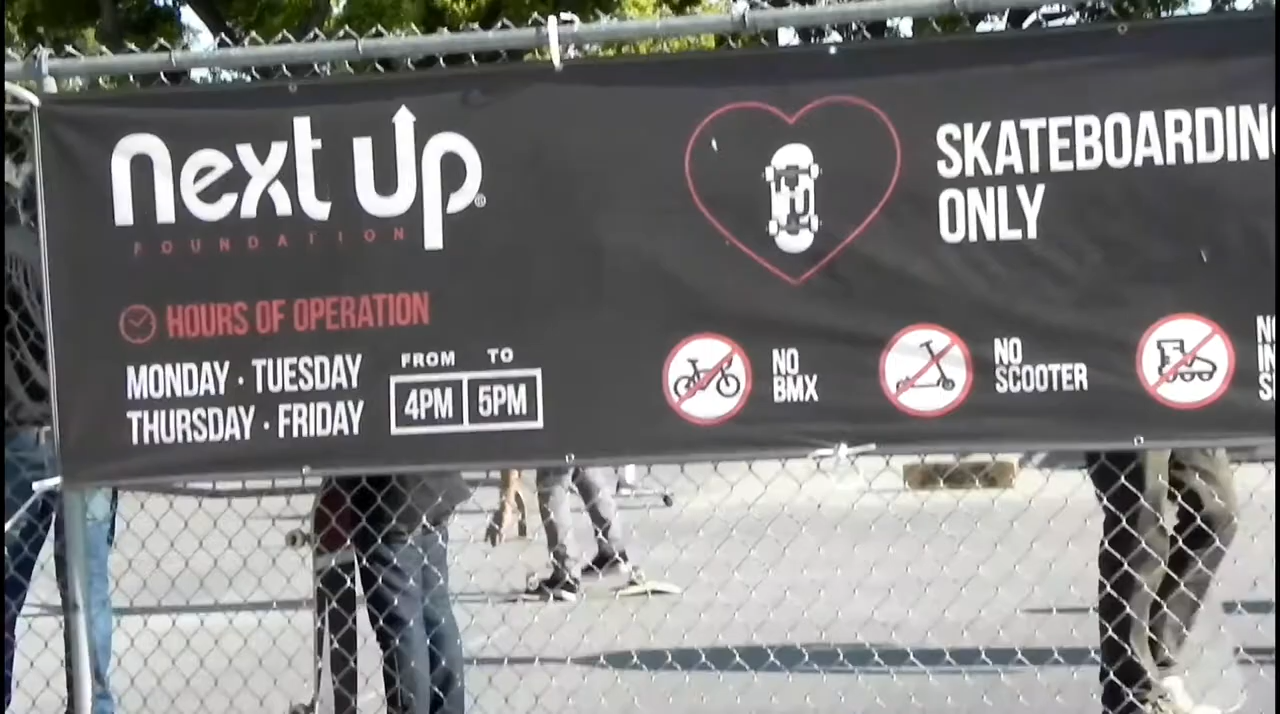 next up®
FOUNDATION
HOURS OF OPERATION
MONDAY · TUESDAY
THURSDAY · FRIDAY
FROM TO
4PM 5PM
SKATEBOARDING
ONLY
NO
BMX
NO
SCOOTER
NO